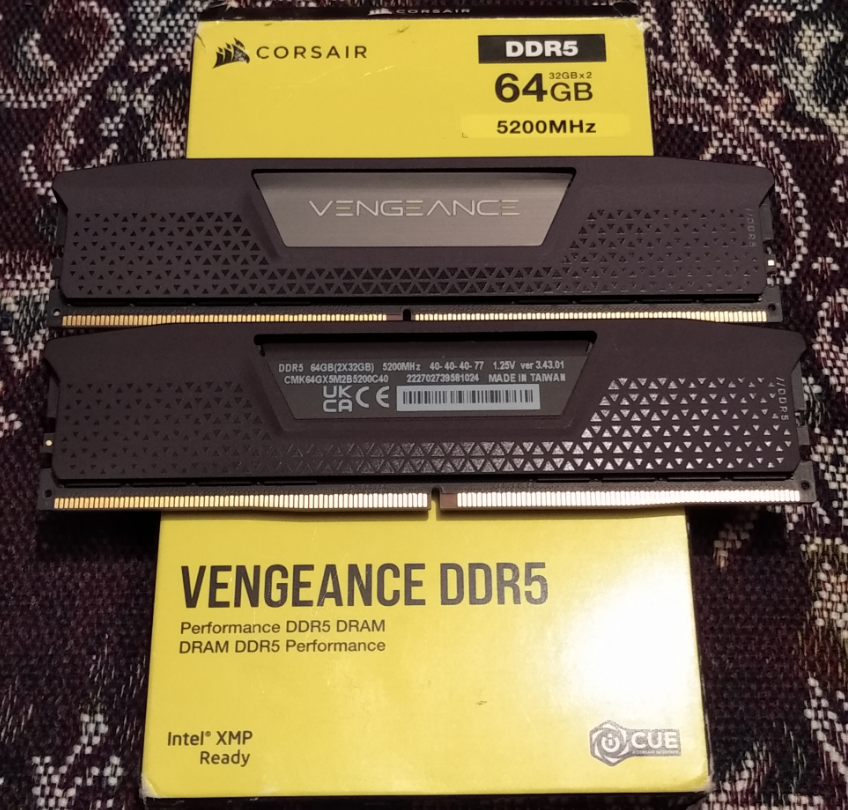 CORSAIR
CORSAIR
DDR5
32GBx2
64GB
5200MHz
VENGEANCE
//DDR5
DDR5 64GB(2X32GB) 5200MHz 40-40-40-77 1.25V ver 3.43.01
CMK64GX5M2B5200C40 222702739581024 MADE IN TAIWAN
UK
CA CE
//DDR5
VENGEANCE DDR5
Performance DDR5 DRAM
DRAM DDR5 Performance
Intel® XMP
Ready
iCUE